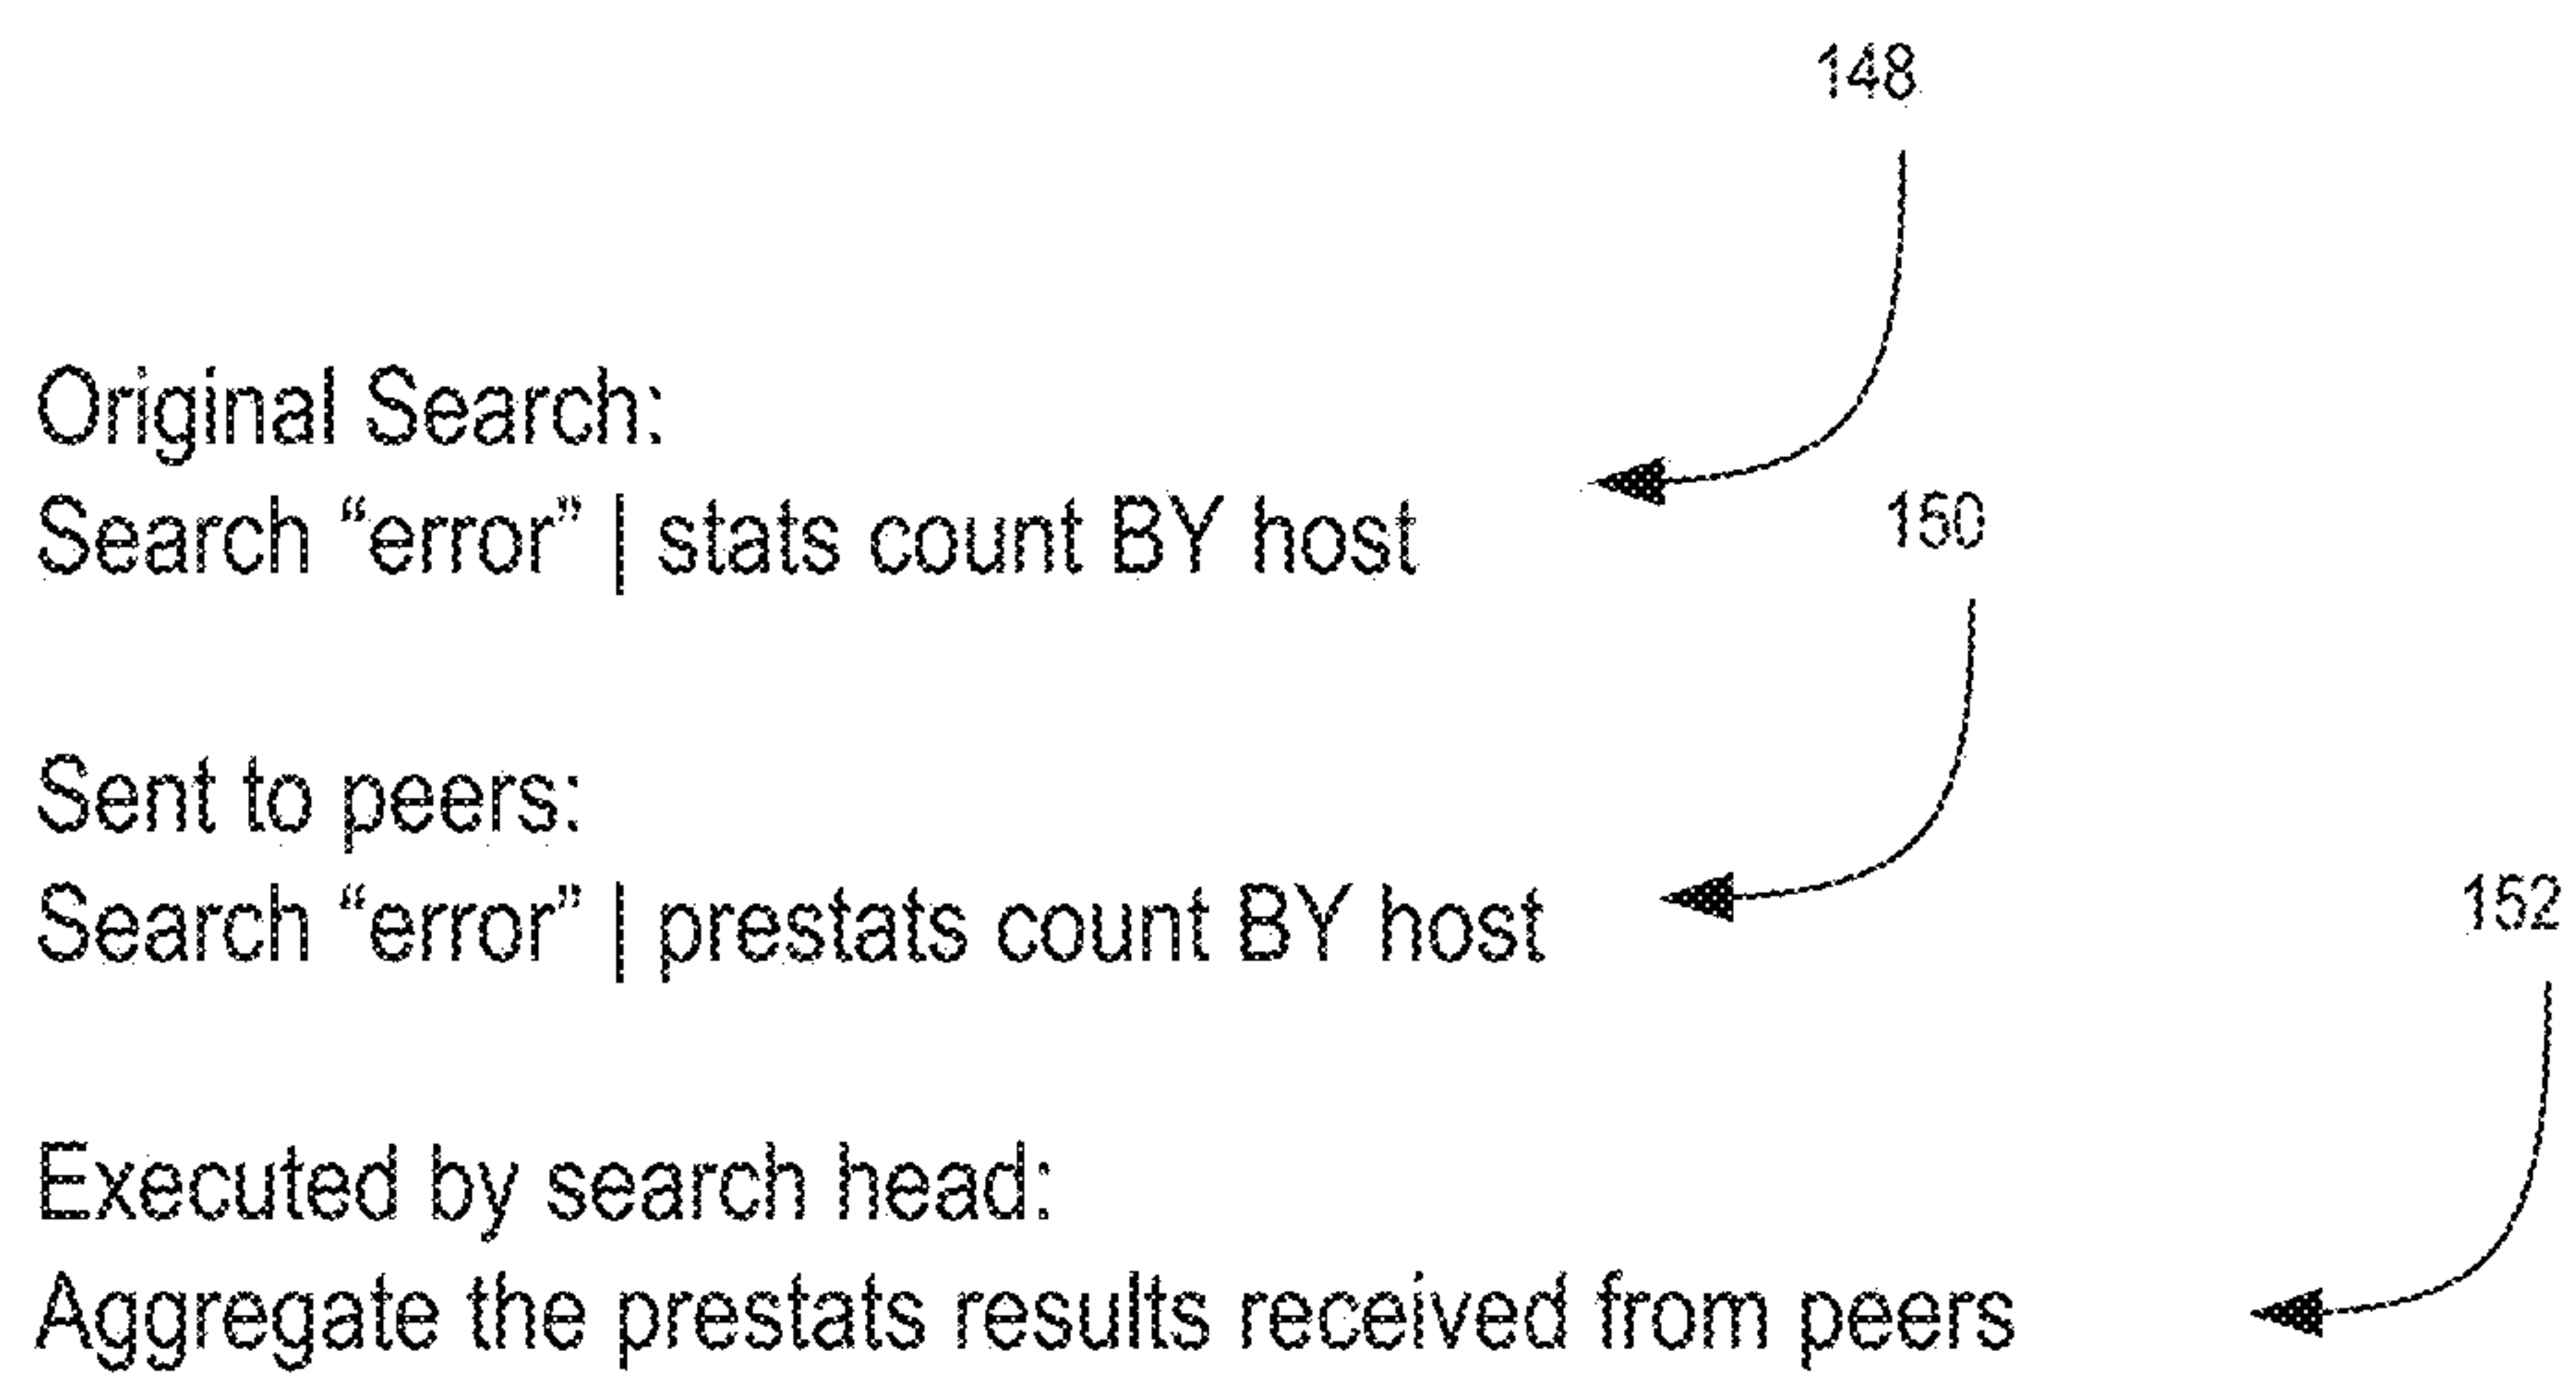 148
Original Search:
Search “error” | stats count BY host
150
Sent to peers:
Search “error” | prestats count BY host
152
Executed by search head:
Aggregate the prestats results received from peers